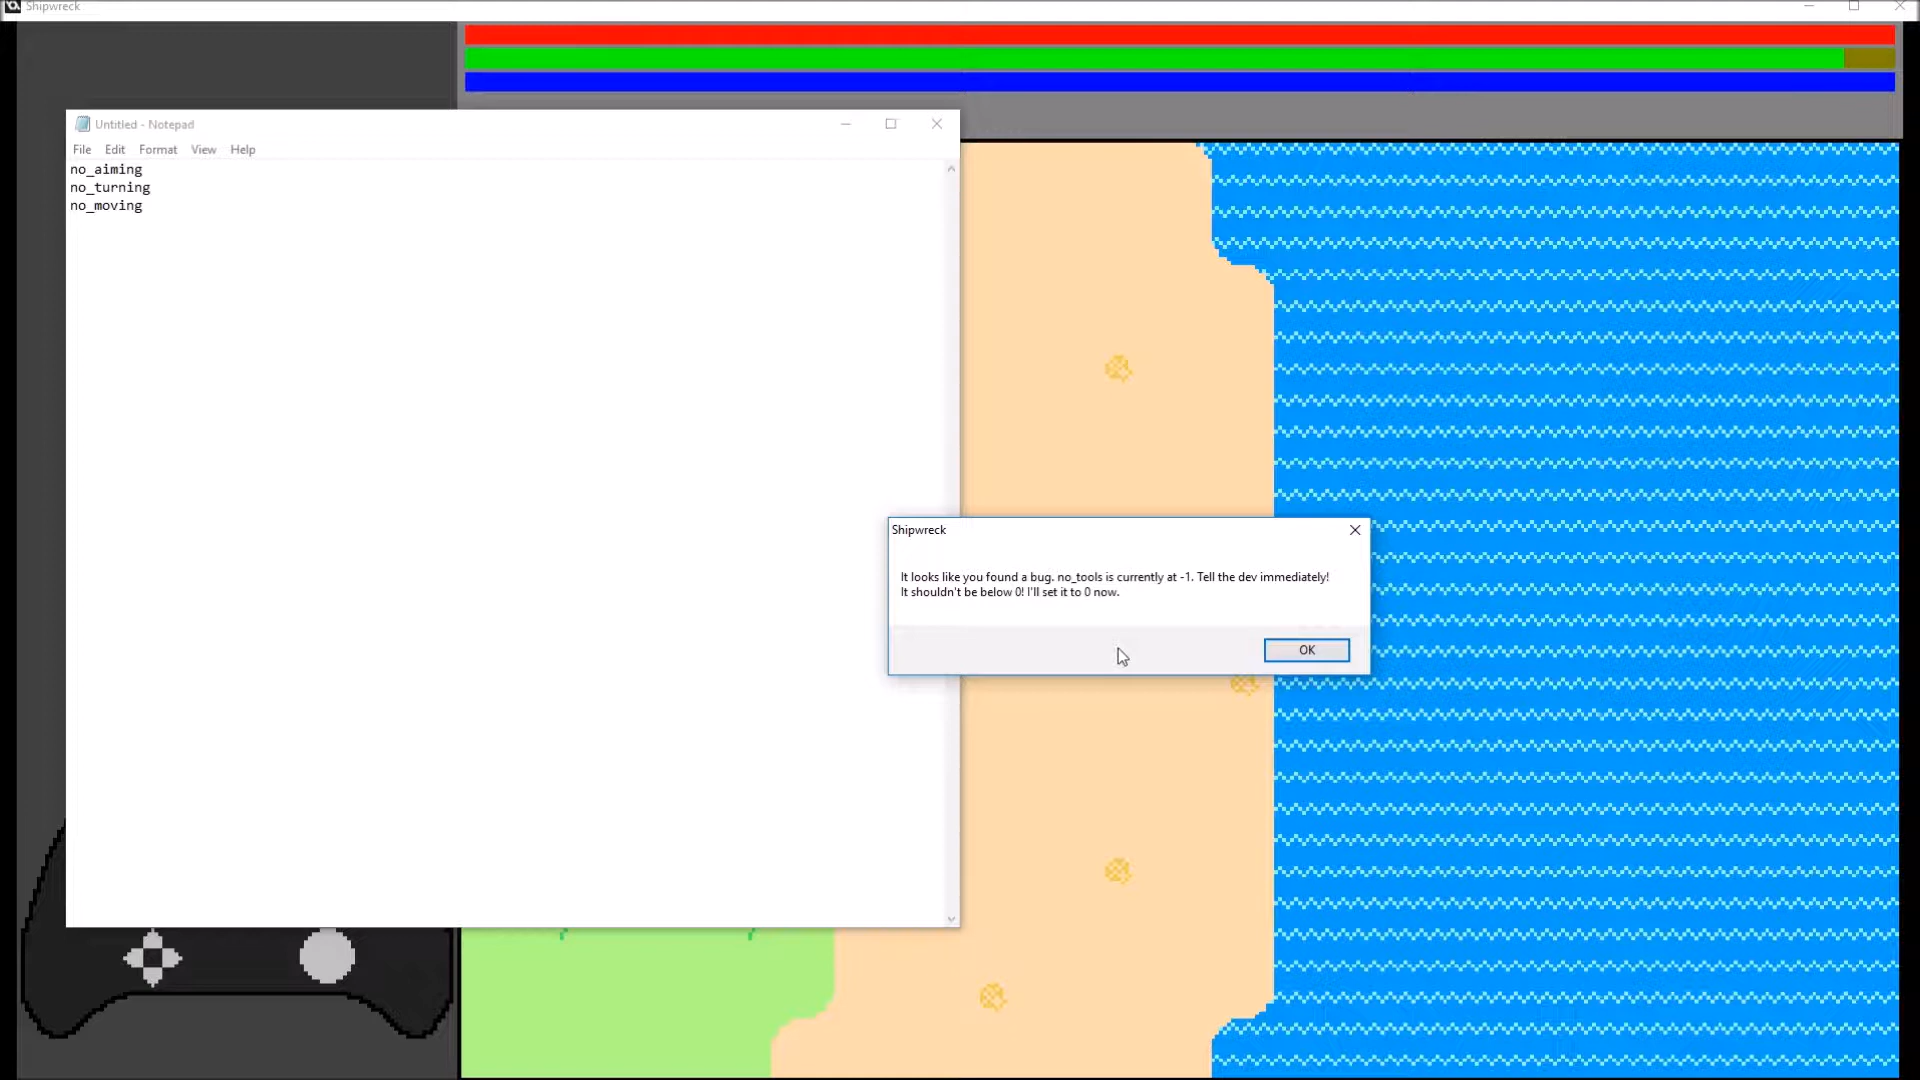 Shipwreck
Untitled - Notepad
File Edit Format View Help
no_aiming
no_turning
no_moving
Shipwreck
It looks like you found a bug. no_tools is currently at -1. Tell the dev immediately!
It shouldn't be below 0! I'll set it to 0 now.
OK